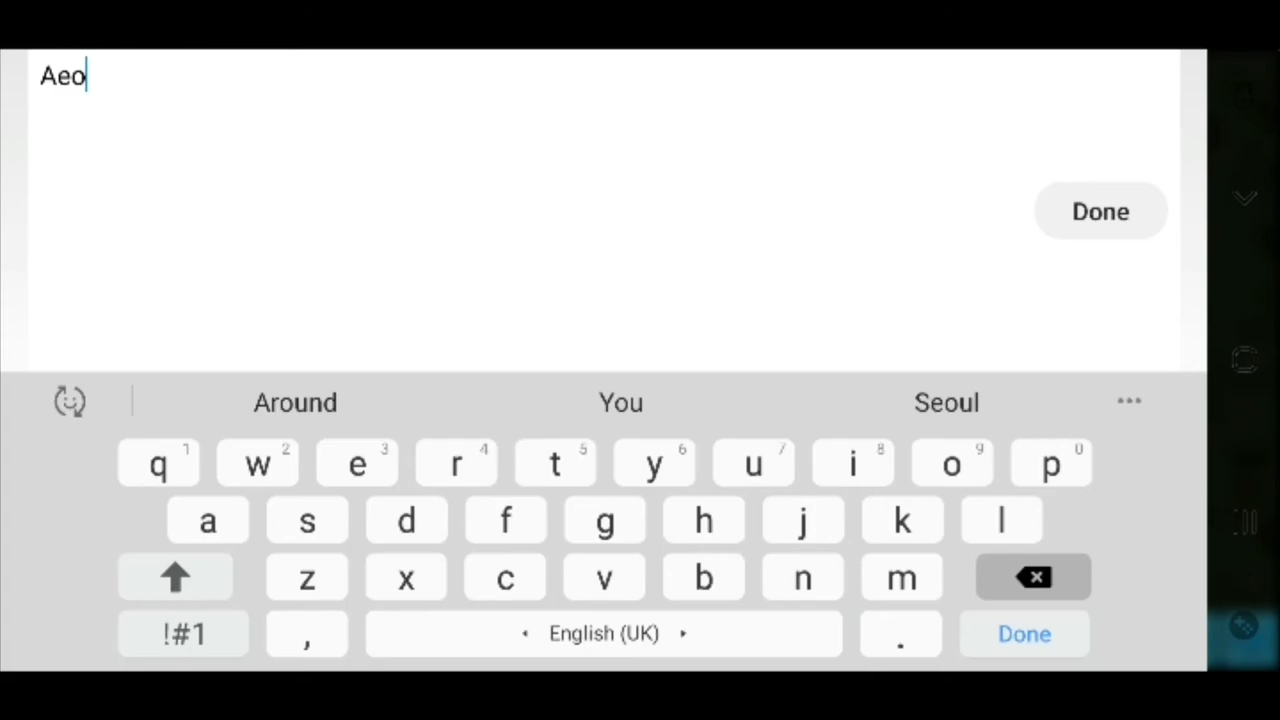 Aeo
Done
Around You Seoul •••
q1 w2 e3 r4 t5 y6 u7 i8 o9 p0
a s d f g h j k l
z x c v b n m
!#1 , English (UK) . Done